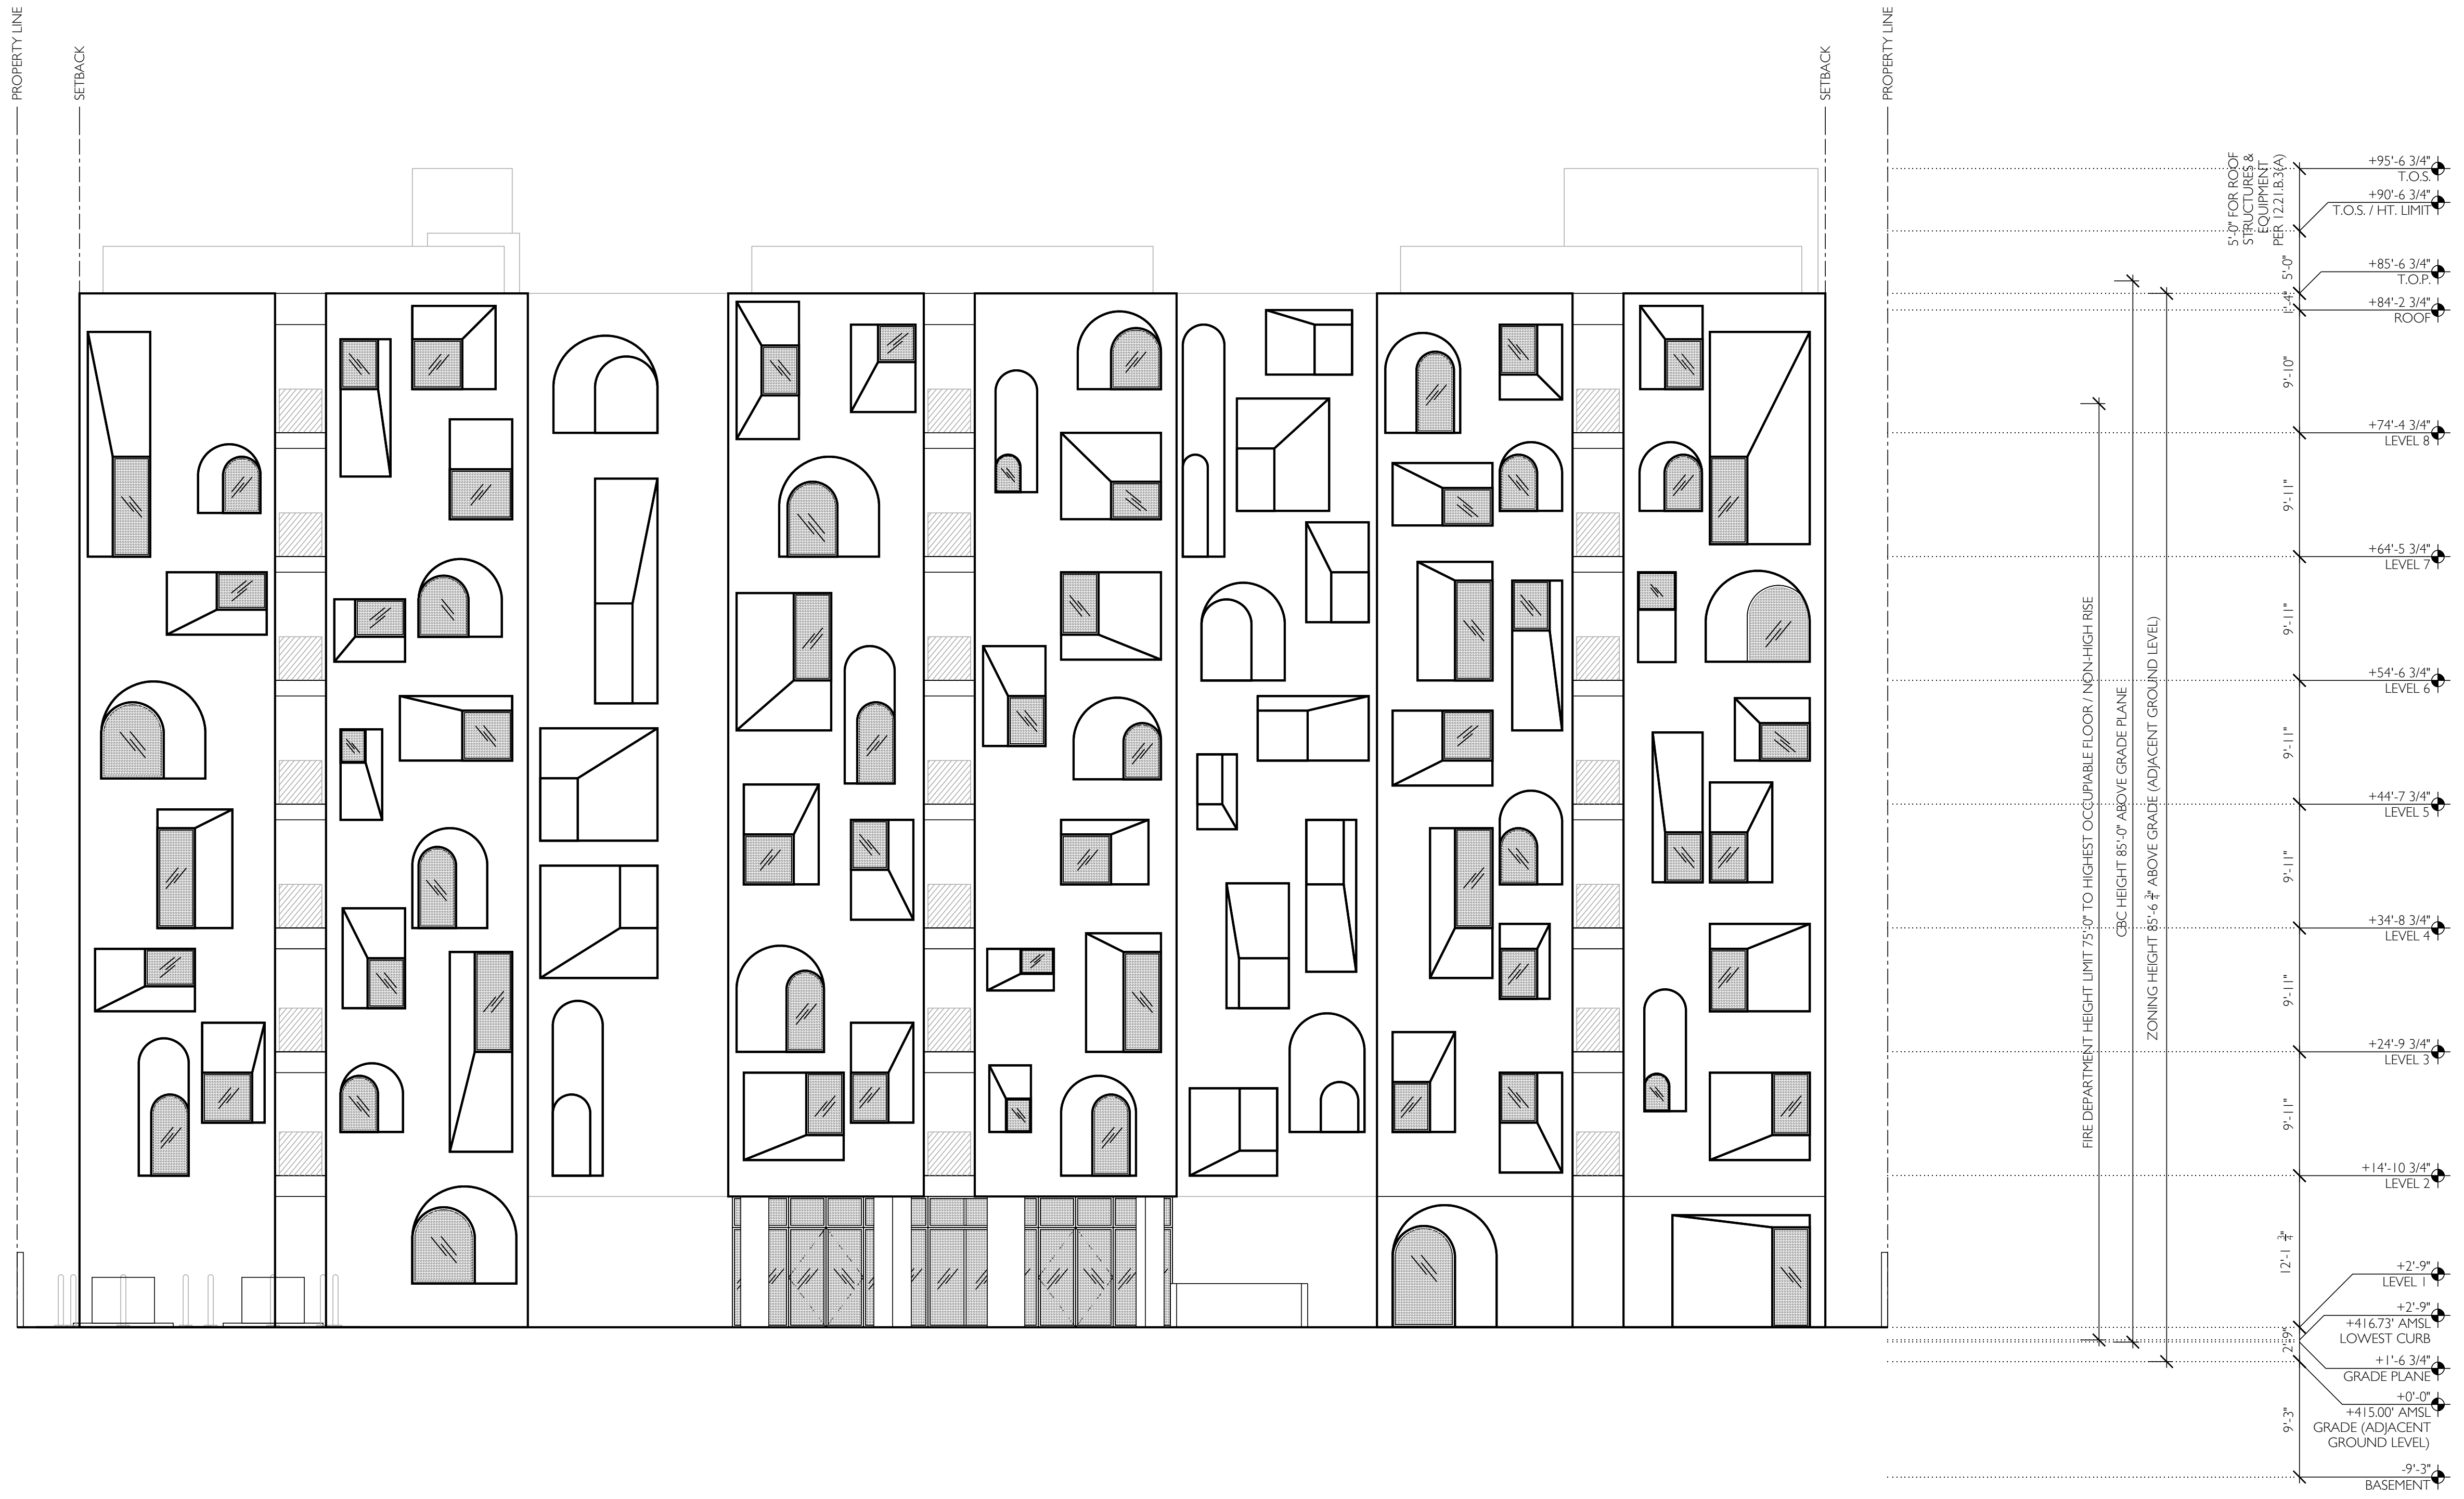 PROPERTY LINE
SETBACK
SETBACK
PROPERTY LINE
5'-0" FOR ROOF
STRUCTURES &
EQUIPMENT
PER 12.21.B.3(A)
+95'-6 3/4"
T.O.S.
+90'-6 3/4"
T.O.S. / HT. LIMIT
5'-0"
+85'-6 3/4"
T.O.P.
1'-4"
+84'-2 3/4"
ROOF
9'-10"
+74'-4 3/4"
LEVEL 8
9'-11"
+64'-5 3/4"
LEVEL 7
9'-11"
+54'-6 3/4"
LEVEL 6
9'-11"
+44'-7 3/4"
LEVEL 5
9'-11"
+34'-8 3/4"
LEVEL 4
9'-11"
+24'-9 3/4"
LEVEL 3
9'-11"
+14'-10 3/4"
LEVEL 2
12'-1 3/4"
+2'-9"
LEVEL 1
+2'-9"
+416.73' AMSL
LOWEST CURB
2'-9"
+1'-6 3/4"
GRADE PLANE
+0'-0"
+415.00' AMSL
GRADE (ADJACENT
GROUND LEVEL)
9'-3"
-9'-3"
BASEMENT
FIRE DEPARTMENT HEIGHT LIMIT 75'-0" TO HIGHEST OCCUPIABLE FLOOR / NON-HIGH RISE
CBC HEIGHT 85'-0" ABOVE GRADE PLANE
ZONING HEIGHT 85'-6 3/4" ABOVE GRADE (ADJACENT GROUND LEVEL)